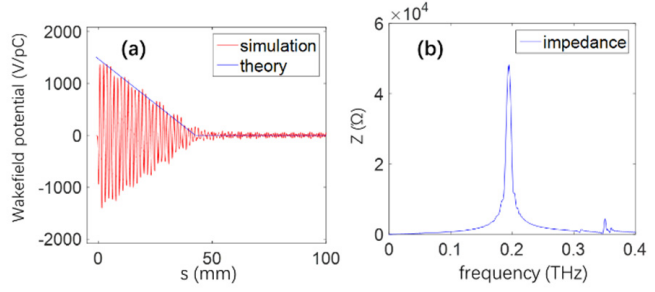 (a)
simulation
theory
Wakefield potential (V/pC)
2000
1000
0
-1000
-2000
0
50
100
s (mm)
(b)
impedance
6
×10⁴
4
2
0
Z (Ω)
0
0.1
0.2
0.3
0.4
frequency (THz)